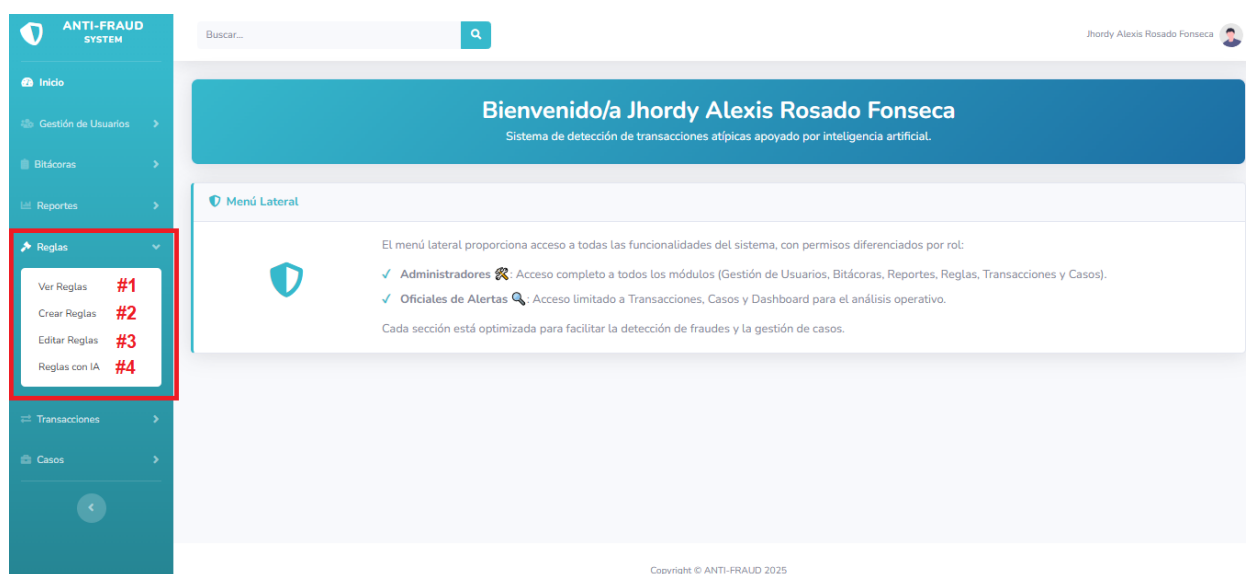 ANTI-FRAUD
SYSTEM
Buscar...
Jhordy Alexis Rosado Fonseca
Inicio
Gestión de Usuarios
Bitácoras
Reportes
Reglas
Ver Reglas #1
Crear Reglas #2
Editar Reglas #3
Reglas con IA #4
Transacciones
Casos
Bienvenido/a Jhordy Alexis Rosado Fonseca
Sistema de detección de transacciones atípicas apoyado por inteligencia artificial.
Menú Lateral
El menú lateral proporciona acceso a todas las funcionalidades del sistema, con permisos diferenciados por rol:
✓ Administradores 🛠: Acceso completo a todos los módulos (Gestión de Usuarios, Bitácoras, Reportes, Reglas, Transacciones y Casos).
✓ Oficiales de Alertas 🔍: Acceso limitado a Transacciones, Casos y Dashboard para el análisis operativo.
Cada sección está optimizada para facilitar la detección de fraudes y la gestión de casos.
Copyright © ANTI-FRAUD 2025